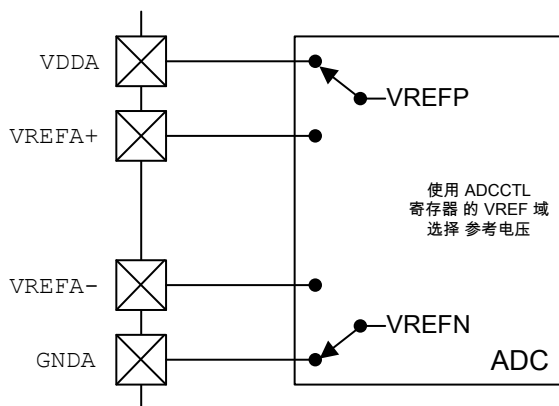 VDDA
VREFP
VREFA+
使用 ADCCTL
寄存器 的 VREF 域
选择 参考电压
VREFA-
VREFN
GNDA
ADC